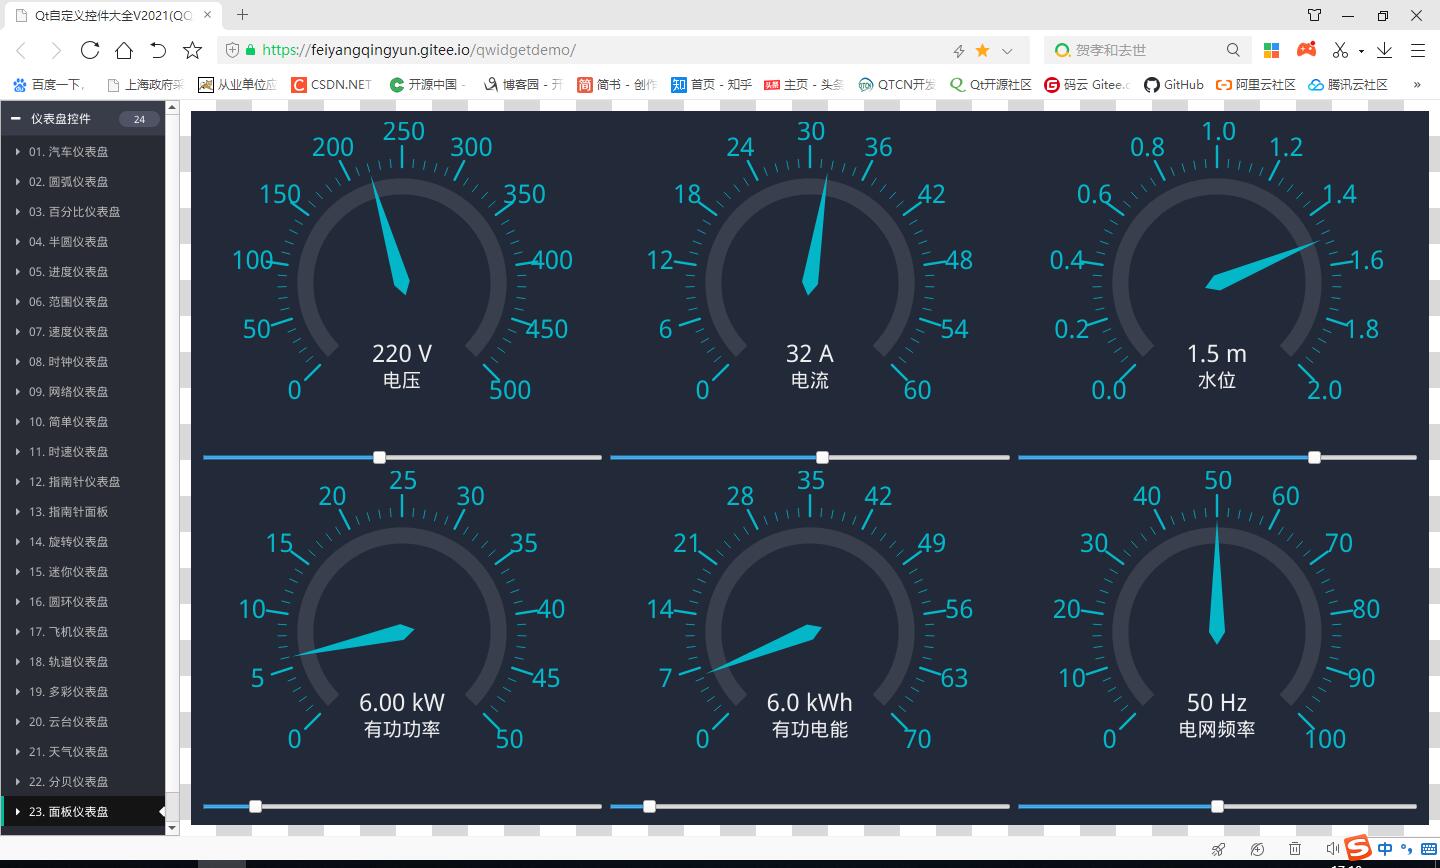 Qt自定义控件大全V2021(QQ
https://feiyangqingyun.gitee.io/qwidgetdemo/
贺孝和去世
百度一下,
上海政府采
从业单位应
CSDN.NET
开源中国 -
博客园 - 开
简书 - 创作
首页 - 知乎
主页 - 头条
QTCN开发
Qt开源社区
码云 Gitee.c
GitHub
阿里云社区
腾讯云社区
»
仪表盘控件 24
01. 汽车仪表盘
02. 圆弧仪表盘
03. 百分比仪表盘
04. 半圆仪表盘
05. 进度仪表盘
06. 范围仪表盘
07. 速度仪表盘
08. 时钟仪表盘
09. 网络仪表盘
10. 简单仪表盘
11. 时速仪表盘
12. 指南针仪表盘
13. 指南针面板
14. 旋转仪表盘
15. 迷你仪表盘
16. 圆环仪表盘
17. 飞机仪表盘
18. 轨道仪表盘
19. 多彩仪表盘
20. 云台仪表盘
21. 天气仪表盘
22. 分贝仪表盘
23. 面板仪表盘
0
50
100
150
200
250
300
350
400
450
500
220 V
电压
0
6
12
18
24
30
36
42
48
54
60
32 A
电流
0.0
0.2
0.4
0.6
0.8
1.0
1.2
1.4
1.6
1.8
2.0
1.5 m
水位
0
5
10
15
20
25
30
35
40
45
50
6.00 kW
有功功率
0
7
14
21
28
35
42
49
56
63
70
6.0 kWh
有功电能
0
10
20
30
40
50
60
70
80
90
100
50 Hz
电网频率
中